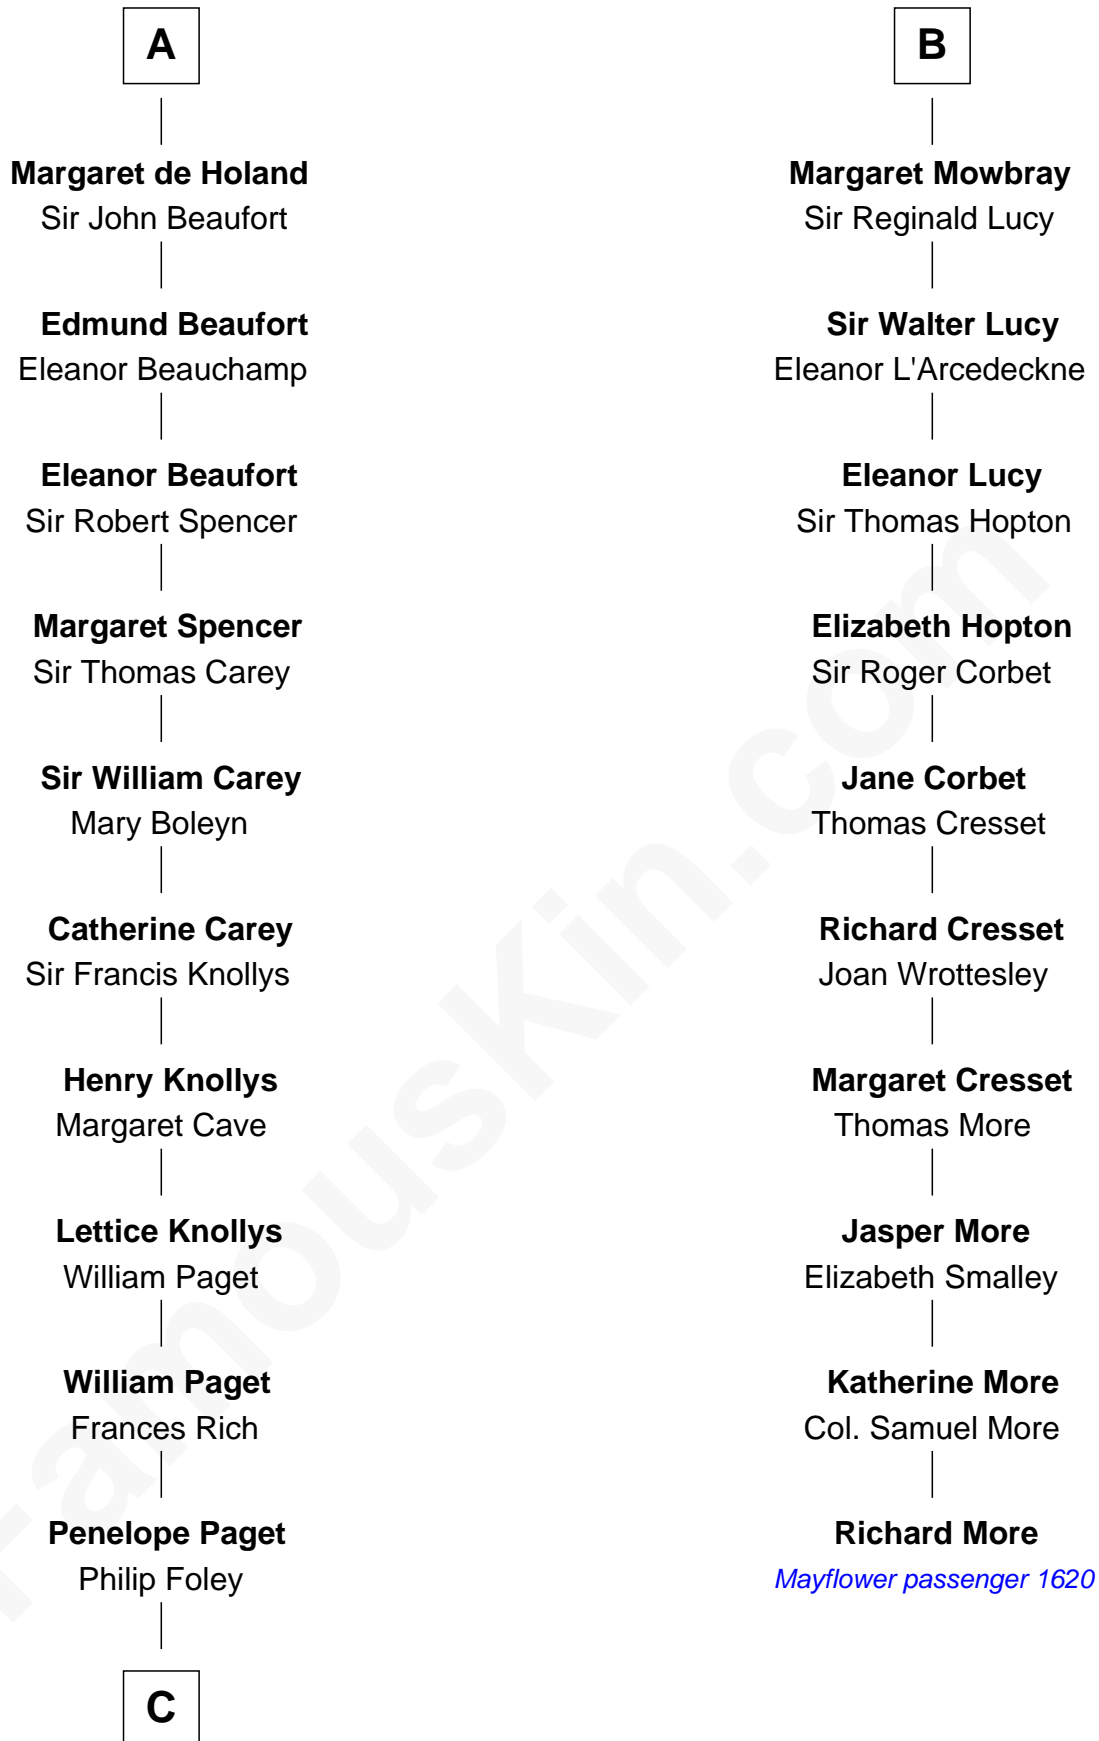 A
Margaret de Holand
Sir John Beaufort
Edmund Beaufort
Eleanor Beauchamp
Eleanor Beaufort
Sir Robert Spencer
Margaret Spencer
Sir Thomas Carey
Sir William Carey
Mary Boleyn
Catherine Carey
Sir Francis Knollys
Henry Knollys
Margaret Cave
Lettice Knollys
William Paget
William Paget
Frances Rich
Penelope Paget
Philip Foley
C
B
Margaret Mowbray
Sir Reginald Lucy
Sir Walter Lucy
Eleanor L'Arcedeckne
Eleanor Lucy
Sir Thomas Hopton
Elizabeth Hopton
Sir Roger Corbet
Jane Corbet
Thomas Cresset
Richard Cresset
Joan Wrottesley
Margaret Cresset
Thomas More
Jasper More
Elizabeth Smalley
Katherine More
Col. Samuel More
Richard More
Mayflower passenger 1620
FamousKin.com